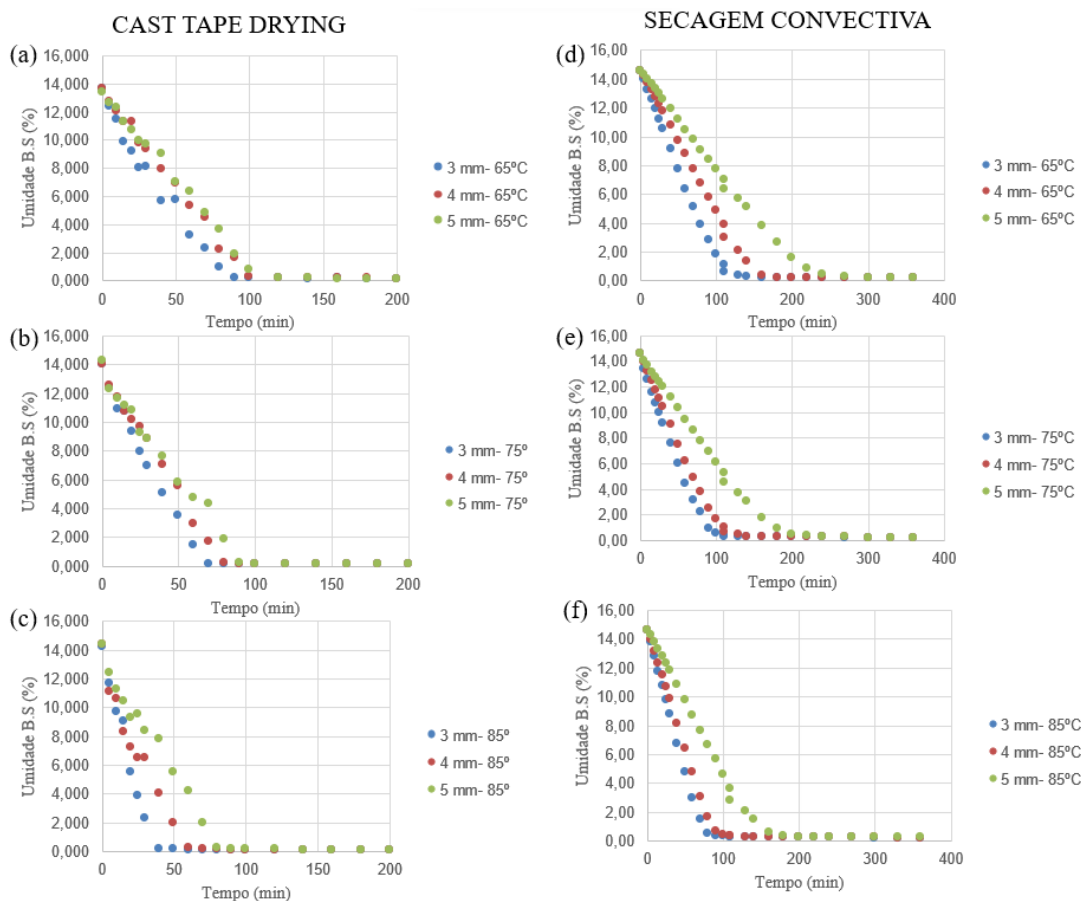 CAST TAPE DRYING
SECAGEM CONVECTIVA
(a)
16,000
14,000
12,000
10,000
8,000
6,000
4,000
2,000
0,000
Umidade B.S (%)
0 50 100 150 200
Tempo (min)
3 mm- 65ºC
4 mm- 65ºC
5 mm- 65ºC
(d)
16,00
14,00
12,00
10,00
8,00
6,00
4,00
2,00
0,00
Umidade B.S (%)
0 100 200 300 400
Tempo (min)
3 mm- 65ºC
4 mm- 65ºC
5 mm- 65ºC
(b)
16,000
14,000
12,000
10,000
8,000
6,000
4,000
2,000
0,000
Umidade B.S (%)
0 50 100 150 200
Tempo (min)
3 mm- 75º
4 mm- 75º
5 mm- 75º
(e)
16,00
14,00
12,00
10,00
8,00
6,00
4,00
2,00
0,00
Umidade B.S (%)
0 100 200 300 400
Tempo (min)
3 mm- 75ºC
4 mm- 75ºC
5 mm- 75ºC
(c)
16,000
14,000
12,000
10,000
8,000
6,000
4,000
2,000
0,000
Umidade B.S (%)
0 50 100 150 200
Tempo (min)
3 mm- 85º
4 mm- 85º
5 mm- 85º
(f)
16,00
14,00
12,00
10,00
8,00
6,00
4,00
2,00
0,00
Umidade B.S (%)
0 100 200 300 400
Tempo (min)
3 mm- 85ºC
4 mm- 85ºC
5 mm- 85ºC